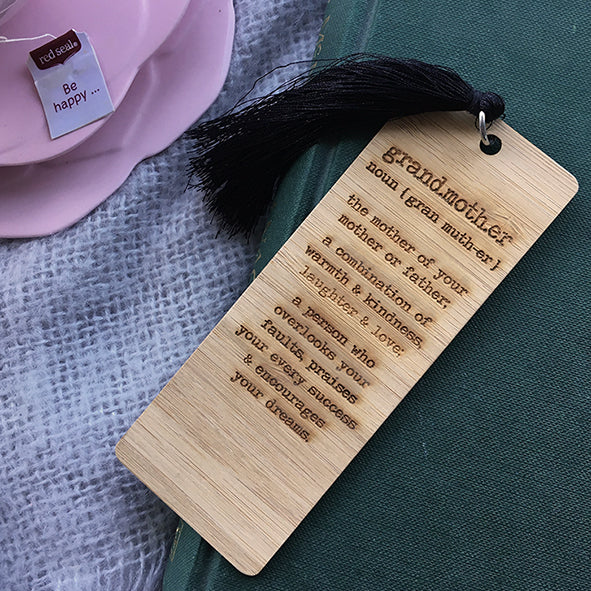 red seal®
Be
happy ...
grandmother
noun {gran muth-er}
the mother of your
mother or father;
a combination of
warmth & kindness,
laughter & love;
a person who
overlooks your
faults, praises
your every success
& encourages
your dreams.